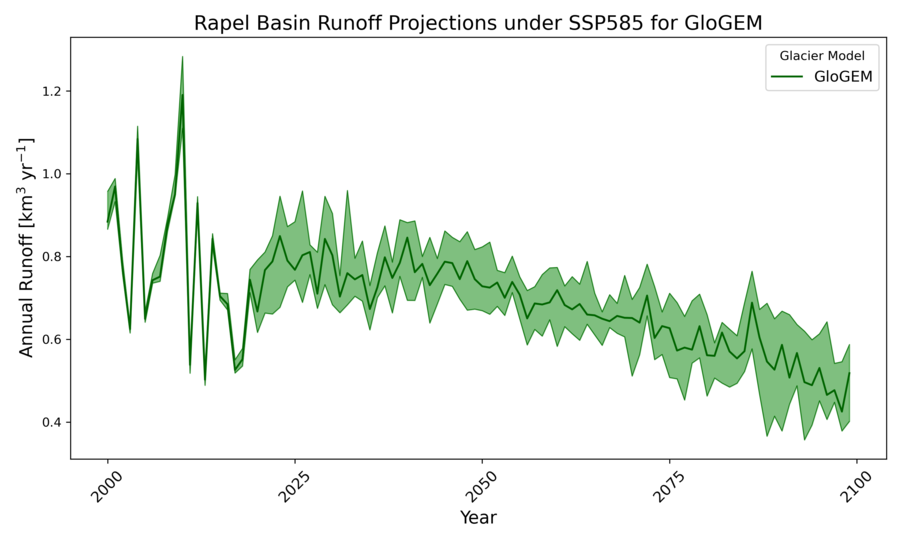 Rapel Basin Runoff Projections under SSP585 for GloGEM
Glacier Model
GloGEM
Annual Runoff [km³ yr⁻¹]
1.2
1.0
0.8
0.6
0.4
2000
2025
2050
2075
2100
Year